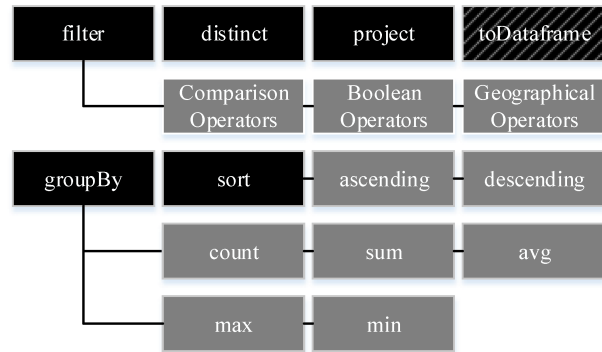 filter
distinct
project
toDataframe
Comparison
Operators
Boolean
Operators
Geographical
Operators
groupBy
sort
ascending
descending
count
sum
avg
max
min